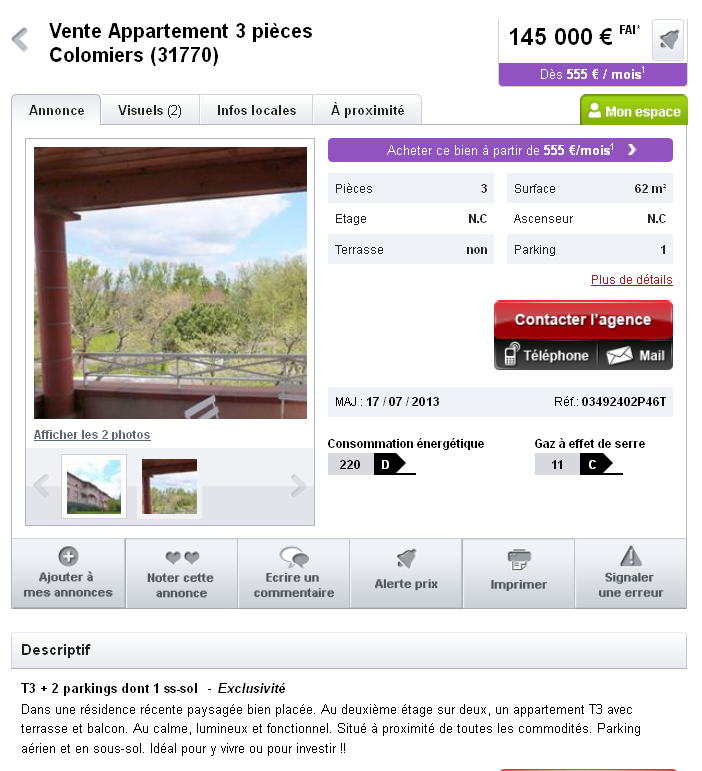 Vente Appartement 3 pièces
Colomiers (31770)
145 000 € FAI*
Dès 555 € / mois¹
Annonce
Visuels (2)
Infos locales
À proximité
Mon espace
Acheter ce bien à partir de 555 €/mois¹
Pièces 3
Surface 62 m²
Etage N.C
Ascenseur N.C
Terrasse non
Parking 1
Plus de détails
Contacter l'agence
Téléphone
Mail
MAJ : 17 / 07 / 2013
Réf.: 03492402P46T
Afficher les 2 photos
Consommation énergétique
220 D
Gaz à effet de serre
11 C
Ajouter à
mes annonces
Noter cette
annonce
Ecrire un
commentaire
Alerte prix
Imprimer
Signaler
une erreur
Descriptif
T3 + 2 parkings dont 1 ss-sol - Exclusivité
Dans une résidence récente paysagée bien placée. Au deuxième étage sur deux, un appartement T3 avec
terrasse et balcon. Au calme, lumineux et fonctionnel. Situé à proximité de toutes les commodités. Parking
aérien et en sous-sol. Idéal pour y vivre ou pour investir !!